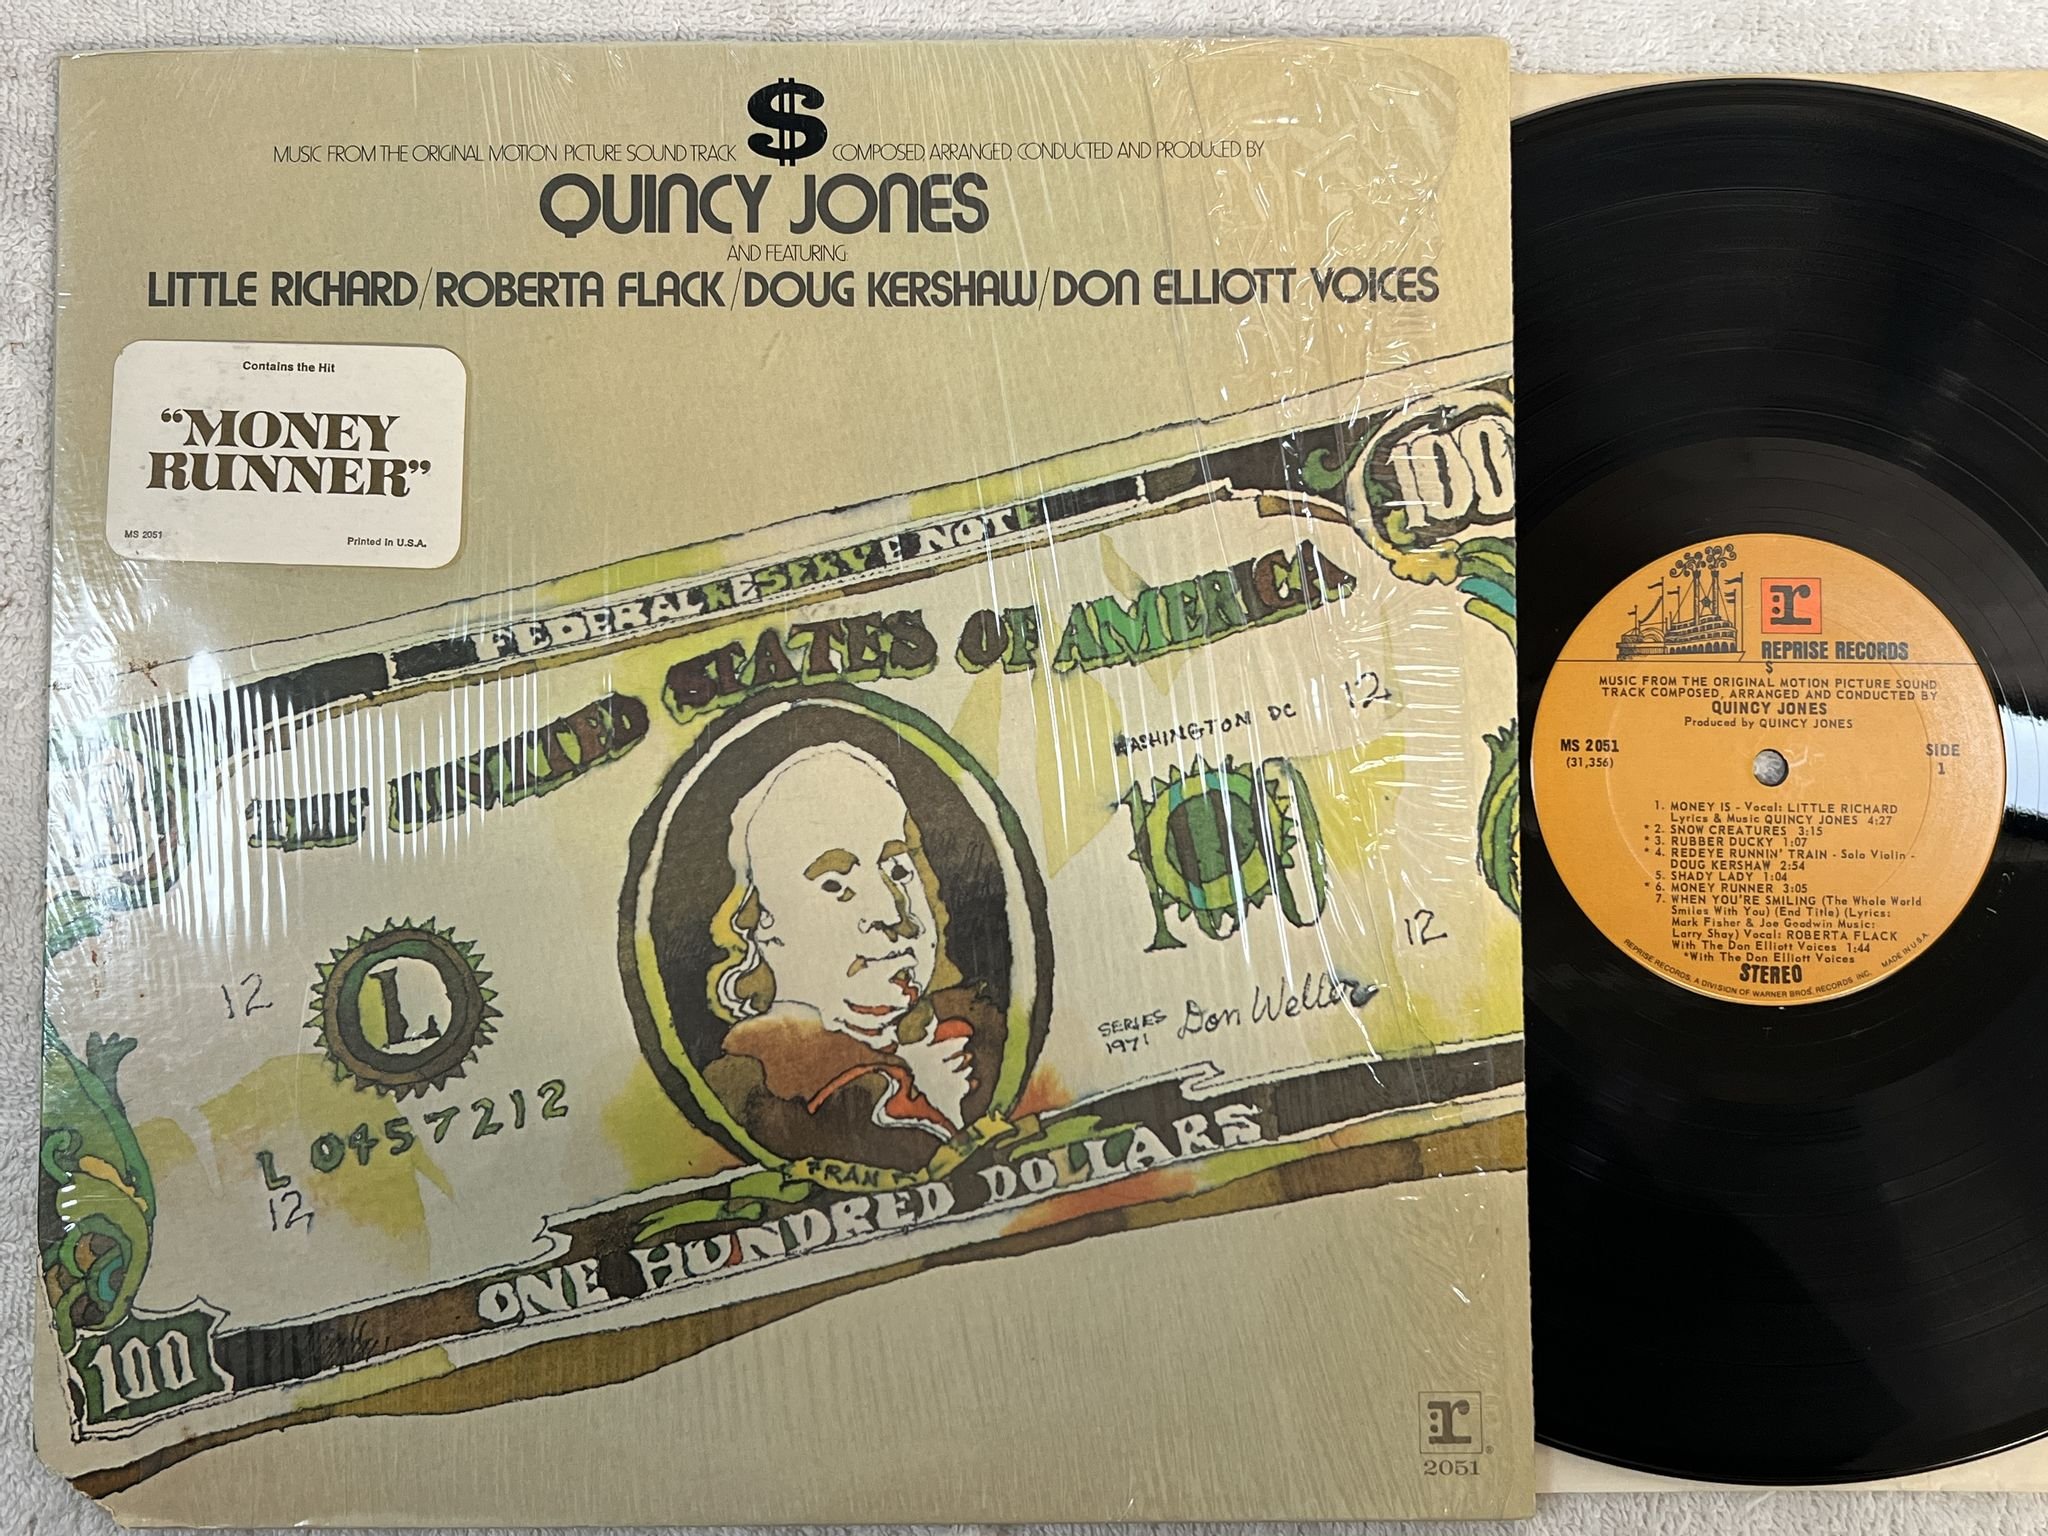 $
MUSIC FROM THE ORIGINAL MOTION PICTURE SOUND TRACK COMPOSED, ARRANGED, CONDUCTED AND PRODUCED BY
QUINCY JONES
AND FEATURING:
LITTLE RICHARD/ROBERTA FLACK/DOUG KERSHAW/DON ELLIOTT VOICES
Contains the Hit
“MONEY
RUNNER”
MS 2051
Printed in U.S.A.
100
FEDERAL RESERVE NOTE
THE UNITED STATES OF AMERICA
12
WASHINGTON DC
100
12
12
L
SERIES
1971
Don Weller
L 0457212
12
FRANK
ONE HUNDRED DOLLARS
100
r
®
2051
r
REPRISE RECORDS
$
MUSIC FROM THE ORIGINAL MOTION PICTURE SOUND
TRACK COMPOSED, ARRANGED AND CONDUCTED BY
QUINCY JONES
Produced by QUINCY JONES
MS 2051
(31,356)
SIDE
1
1. MONEY IS - Vocal: LITTLE RICHARD
Lyrics & Music QUINCY JONES 4:27
*2. SNOW CREATURES 3:15
*3. RUBBER DUCKY 1:07
*4. REDEYE RUNNIN' TRAIN - Solo Violin -
DOUG KERSHAW 2:54
5. SHADY LADY 1:04
*6. MONEY RUNNER 3:05
7. WHEN YOU'RE SMILING (The Whole World
Smiles With You) (End Title) (Lyrics:
Mark Fisher & Joe Goodwin Music:
Larry Shay) Vocal: ROBERTA FLACK
With The Don Elliott Voices 1:44
*With The Don Elliott Voices
STEREO
REPRISE RECORDS, A DIVISION OF WARNER BROS. RECORDS INC. MADE IN U.S.A.